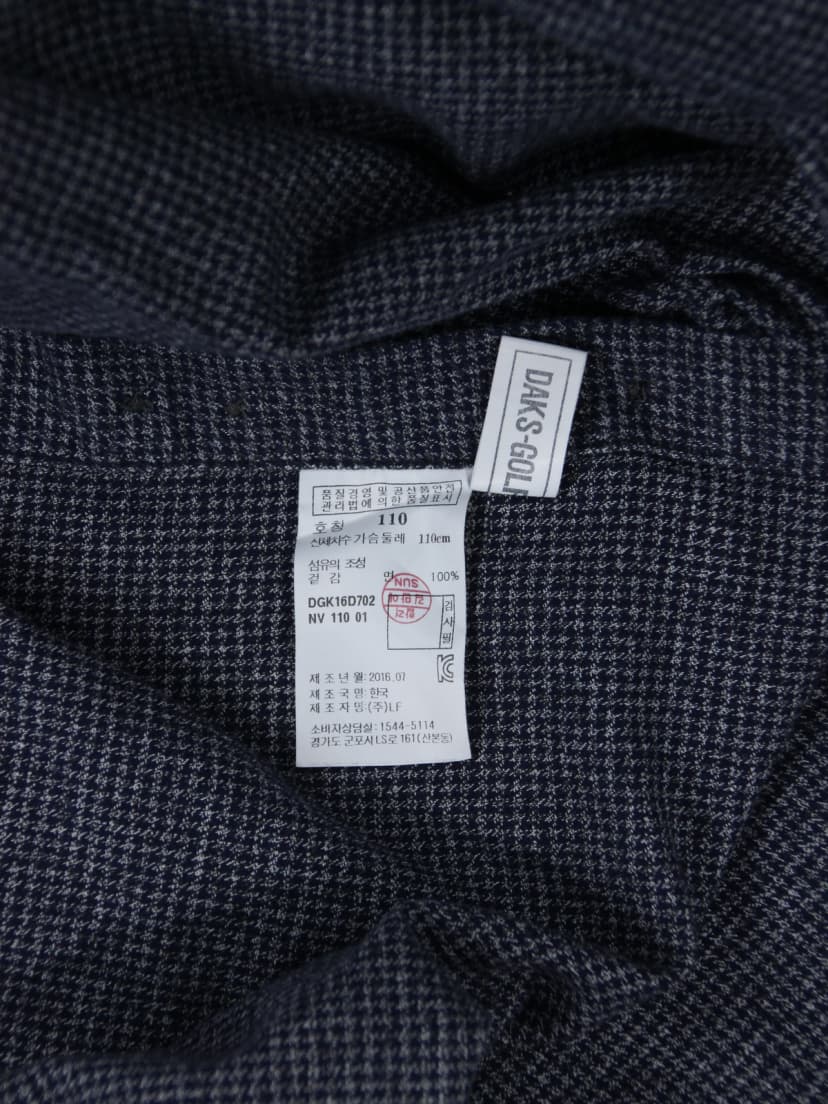 DAKS-GOLF
품질경영 및 공산품안전
관리법에 의한 품질표시
호칭 110
신체치수 가슴둘레 110cm
섬유의 조성
겉 감 면 100%
DGK16D702
NV 110 01
SUN
검사필
제 조 년 월:2016.07
제 조 국 명:한국
제 조 자 명:(주)LF
소비자상담실:1544-5114
경기도 군포시 LS로 161(산본동)